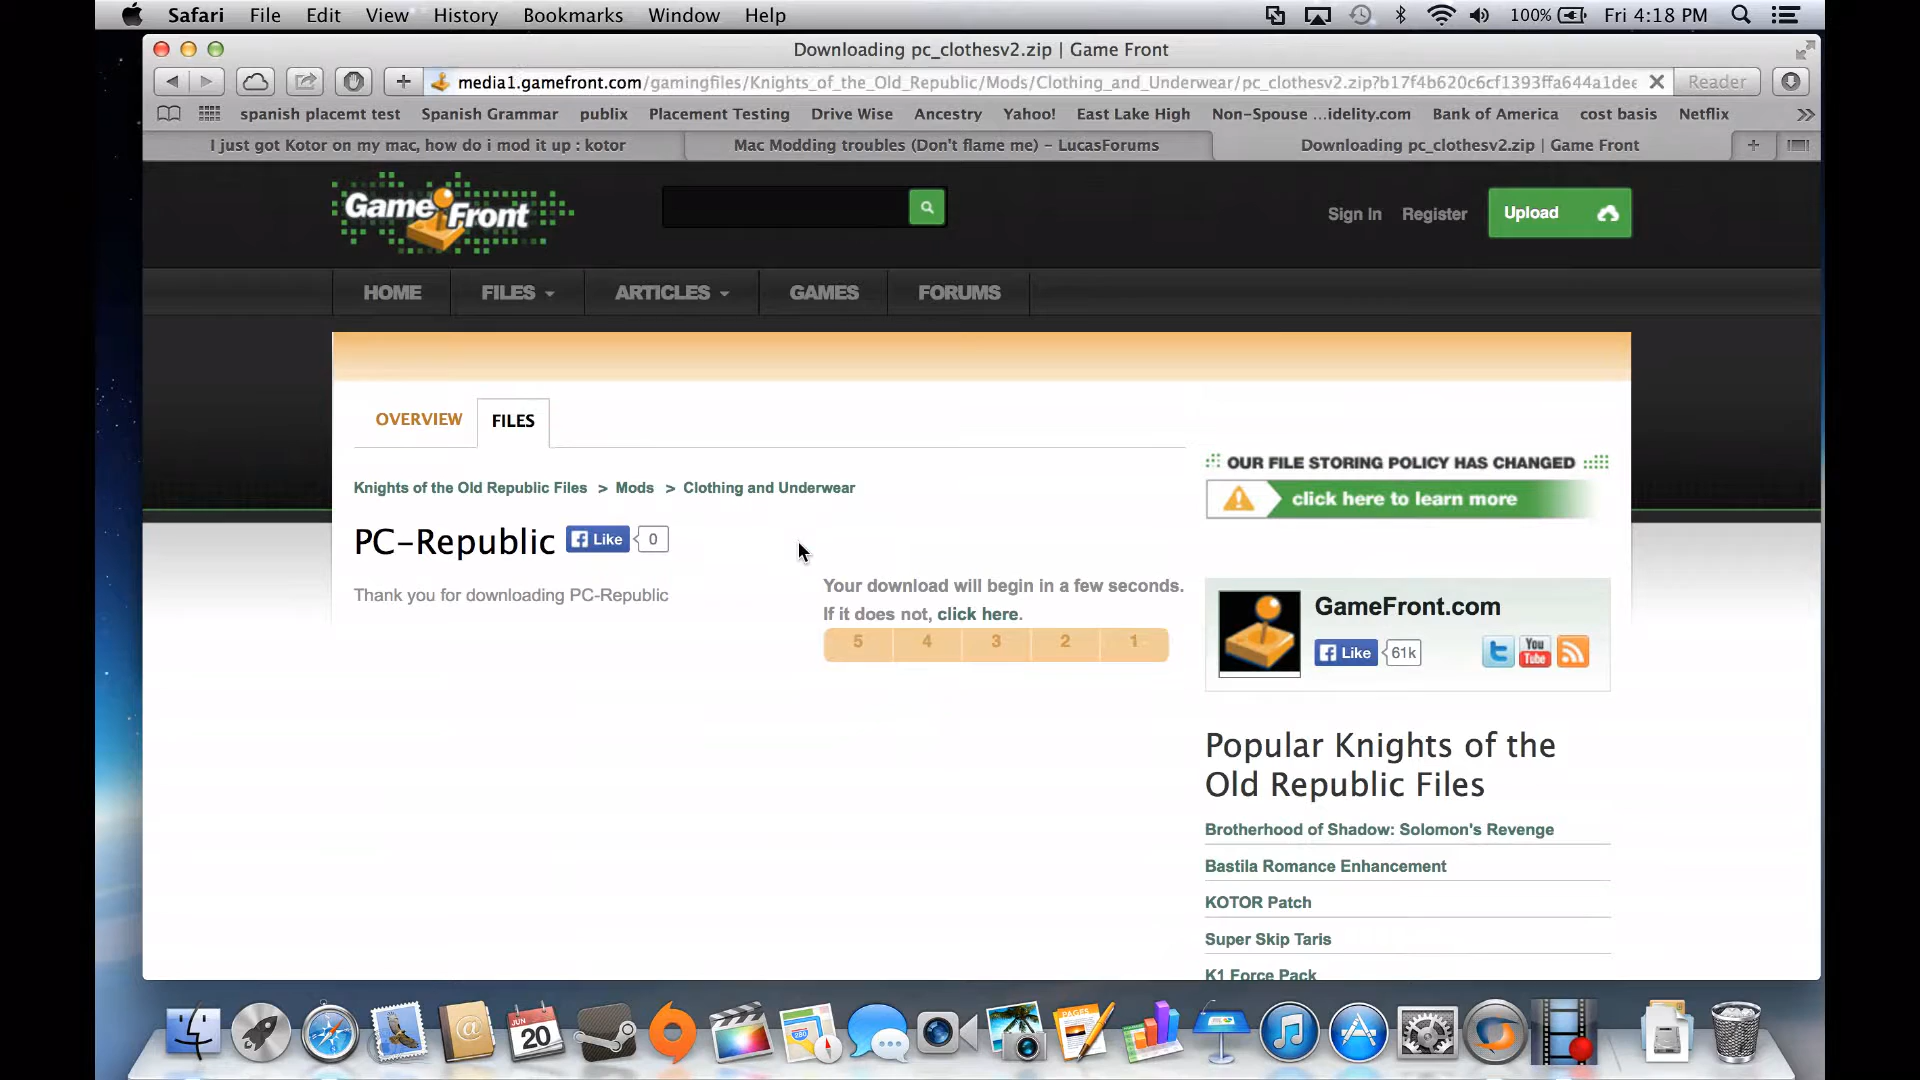 Safari File Edit View History Bookmarks Window Help 100% Fri 4:18 PM
Downloading pc_clothesv2.zip | Game Front
media1.gamefront.com/gamingfiles/Knights_of_the_Old_Republic/Mods/Clothing_and_Underwear/pc_clothesv2.zip?b17f4b620c6cf1393ffa644a1dee Reader
spanish placemt test Spanish Grammar publix Placement Testing Drive Wise Ancestry Yahoo! East Lake High Non-Spouse ...idelity.com Bank of America cost basis Netflix
I just got Kotor on my mac, how do i mod it up : kotor Mac Modding troubles (Don't flame me) – LucasForums Downloading pc_clothesv2.zip | Game Front
Game Front Sign In Register Upload
HOME FILES ARTICLES GAMES FORUMS
OVERVIEW FILES
OUR FILE STORING POLICY HAS CHANGED
click here to learn more
Knights of the Old Republic Files > Mods > Clothing and Underwear
PC-Republic Like 0
Thank you for downloading PC-Republic
Your download will begin in a few seconds.
If it does not, click here.
5 4 3 2 1
GameFront.com
Like 61k You Tube
Popular Knights of the
Old Republic Files
Brotherhood of Shadow: Solomon's Revenge
Bastila Romance Enhancement
KOTOR Patch
Super Skip Taris
K1 Force Pack
JUN
20
280